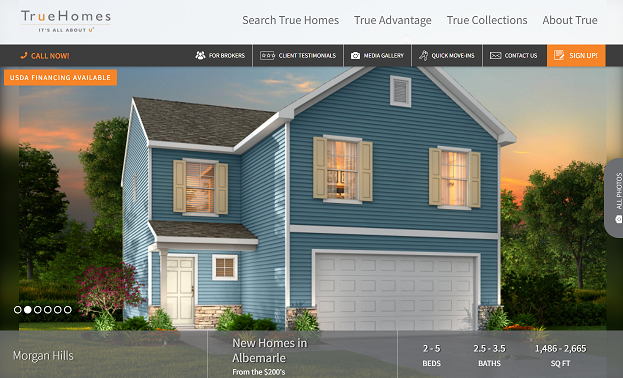 TrueHomes
IT'S ALL ABOUT U
Search True Homes True Advantage True Collections About True
CALL NOW!
FOR BROKERS CLIENT TESTIMONIALS MEDIA GALLERY QUICK MOVE-INS CONTACT US SIGN UP!
USDA FINANCING AVAILABLE
ALL PHOTOS
Morgan Hills
New Homes in
Albemarle
From the $200's
2 - 5
BEDS
2.5 - 3.5
BATHS
1,486 - 2,665
SQ FT